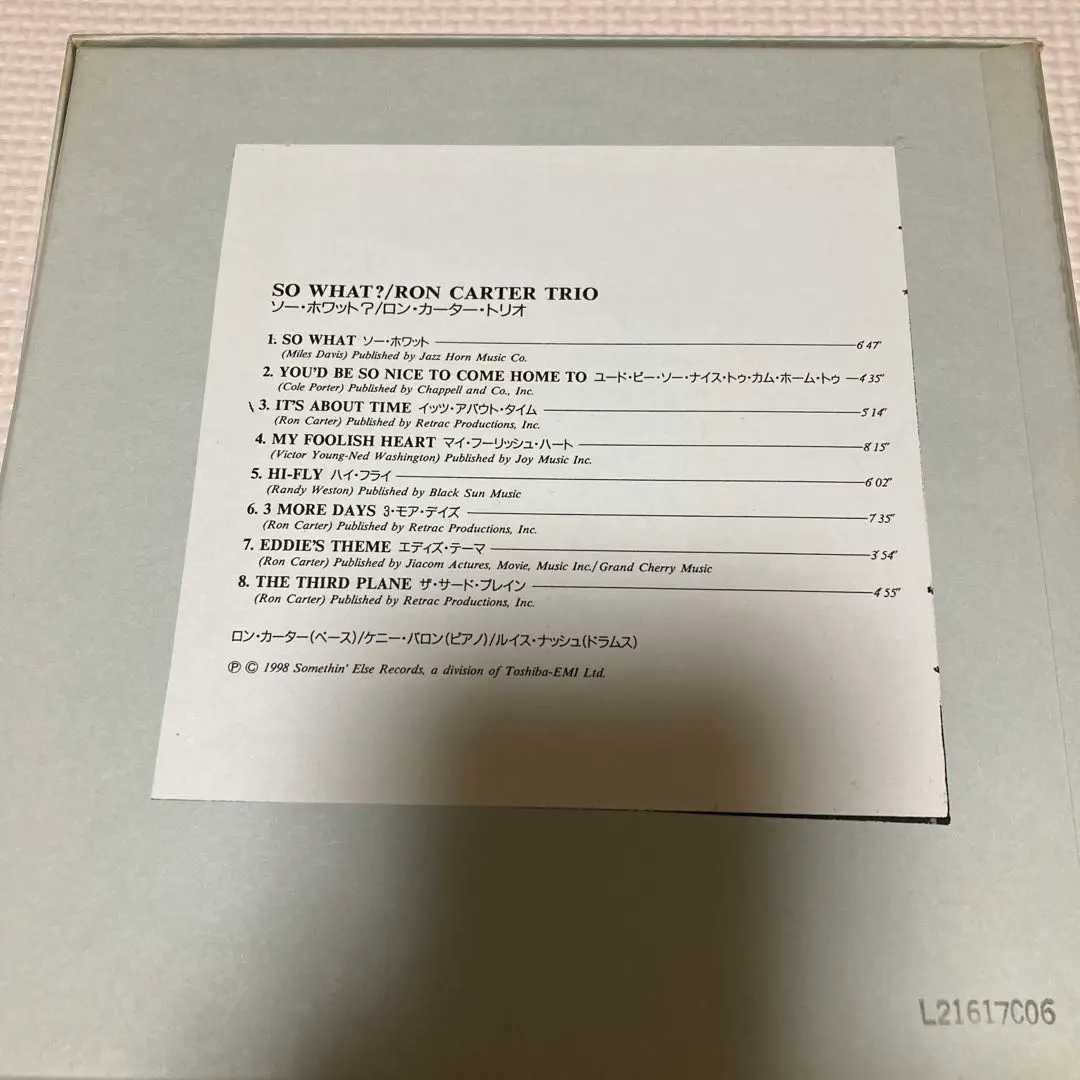 SO WHAT?/RON CARTER TRIO
ソー・ホワット?/ロン・カーター・トリオ
1. SO WHAT ソー・ホワット 6'47"
(Miles Davis) Published by Jazz Horn Music Co.
2. YOU'D BE SO NICE TO COME HOME TO ユード・ビー・ソー・ナイス・トゥ・カム・ホーム・トゥ 4'35"
(Cole Porter) Published by Chappell and Co., Inc.
3. IT'S ABOUT TIME イッツ・アバウト・タイム 5'14"
(Ron Carter) Published by Retrac Productions, Inc.
4. MY FOOLISH HEART マイ・フーリッシュ・ハート 8'15"
(Victor Young-Ned Washington) Published by Joy Music Inc.
5. HI-FLY ハイ・フライ 6'02"
(Randy Weston) Published by Black Sun Music
6. 3 MORE DAYS 3・モア・デイズ 7'35"
(Ron Carter) Published by Retrac Productions, Inc.
7. EDDIE'S THEME エディズ・テーマ 3'54"
(Ron Carter) Published by Jiacom Actures, Movie, Music Inc./Grand Cherry Music
8. THE THIRD PLANE ザ・サード・プレイン 4'55"
(Ron Carter) Published by Retrac Productions, Inc.
ロン・カーター(ベース)/ケニー・バロン(ピアノ)/ルイス・ナッシュ(ドラムス)
Ⓟ Ⓒ 1998 Somethin' Else Records, a division of Toshiba-EMI Ltd.
L21617C06